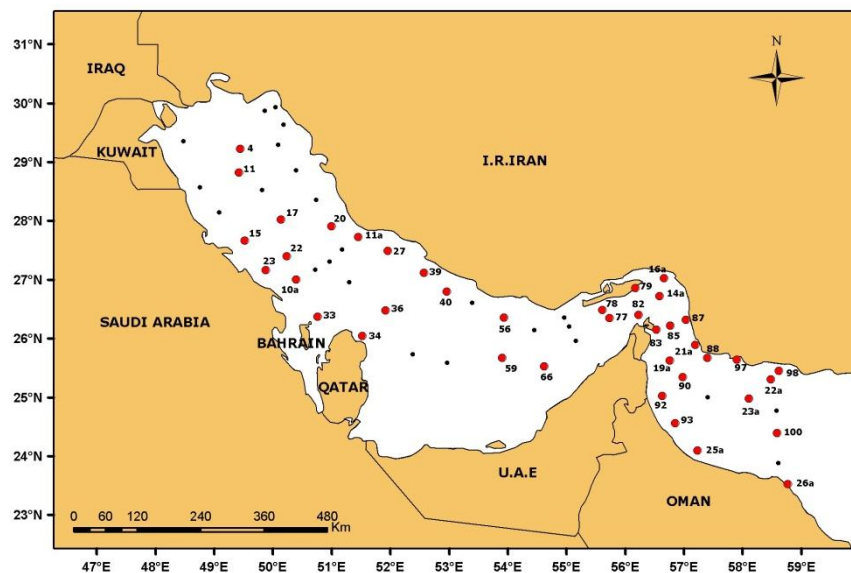 31°N
N
IRAQ
30°N
4
29°N
KUWAIT
I.R.IRAN
11
28°N
17
20
15
11a
27
22
23
39
16a
27°N
10a
40
79
14a
36
78
82
33
56
77
87
26°N
SAUDI ARABIA
BAHRAIN
34
83
85
21a
88
59
66
19a
97
98
QATAR
90
22a
25°N
92
23a
93
100
24°N
25a
U.A.E
26a
OMAN
23°N
0 60 120 240 360 480
Km
47°E 48°E 49°E 50°E 51°E 52°E 53°E 54°E 55°E 56°E 57°E 58°E 59°E